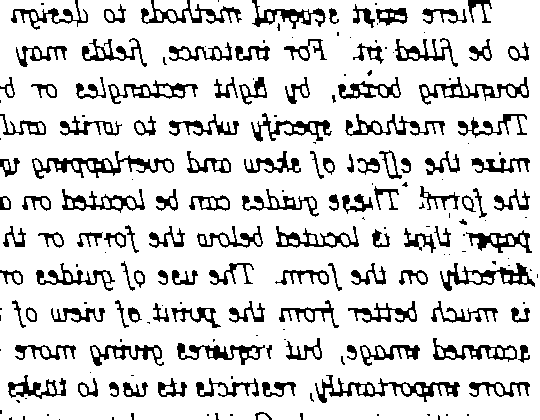 There exist several methods to design
to be filled in. For instance, fields may
bounding boxes, by light rectangles or b
These methods specify where to write and
mize the effect of skew and overlapping w
the form. These guides can be located on a
paper that is located below the form or th
directly on the form. The use of guides on
is much better from the point of view of
scanned image, but requires giving more
more importantly, restricts its use to tasks